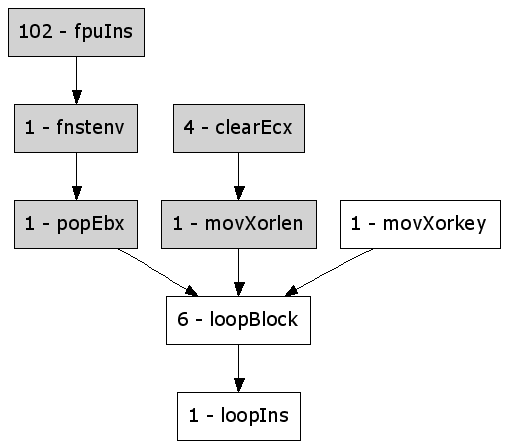 102 - fpuIns
1 - fnstenv
4 - clearEcx
1 - popEbx
1 - movXorlen
1 - movXorkey
6 - loopBlock
1 - loopIns